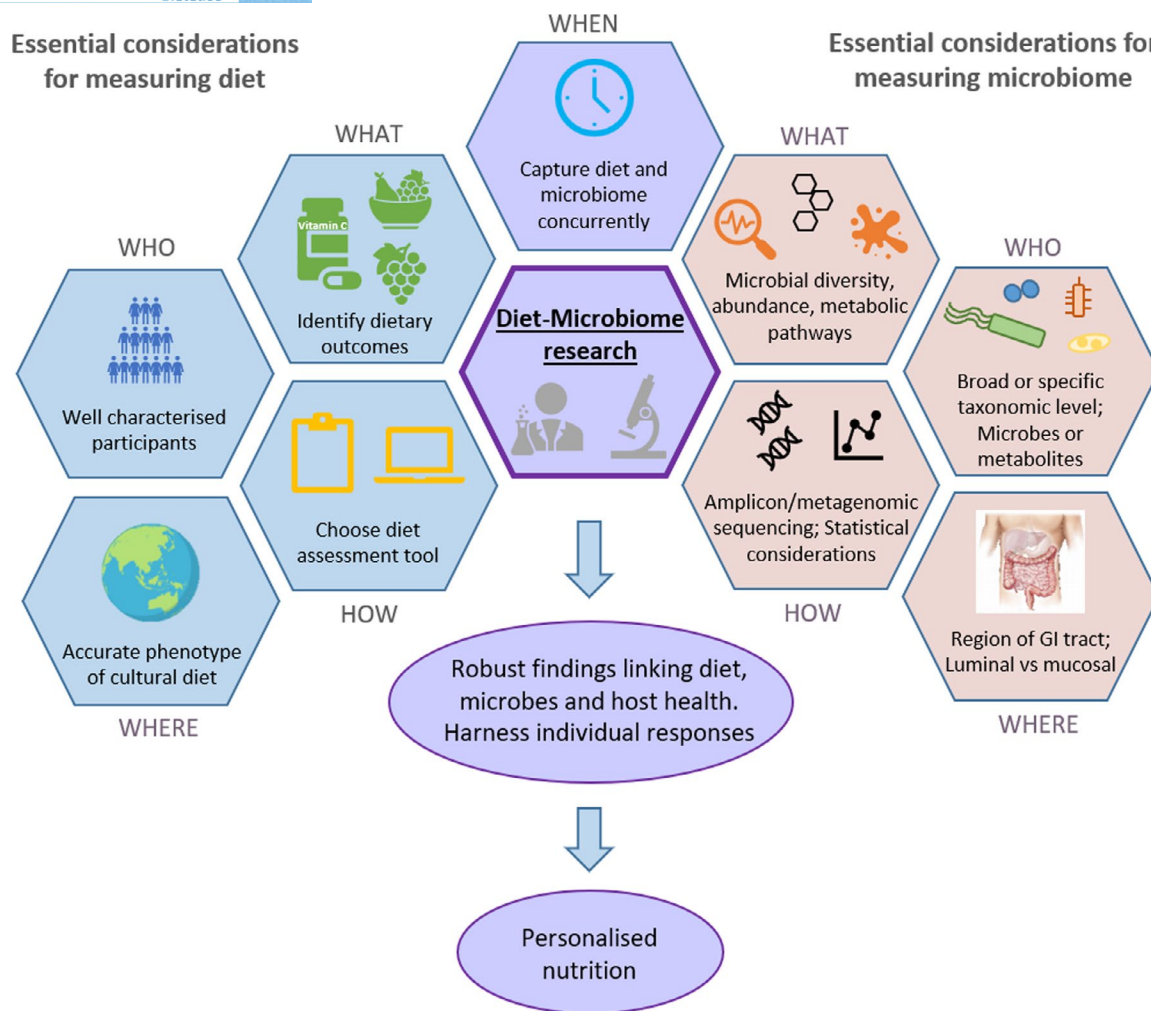 Essential considerations
for measuring diet
WHEN
Capture diet and
microbiome
concurrently
Essential considerations for
measuring microbiome
WHAT
Vitamin C
Identify dietary
outcomes
WHO
Well characterised
participants
Choose diet
assessment tool
HOW
Accurate phenotype
of cultural diet
WHERE
Diet-Microbiome
research
WHAT
Microbial diversity,
abundance, metabolic
pathways
WHO
Broad or specific
taxonomic level;
Microbes or
metabolites
Amplicon/metagenomic
sequencing; Statistical
considerations
HOW
Region of GI tract;
Luminal vs mucosal
WHERE
Robust findings linking diet,
microbes and host health.
Harness individual responses
Personalised
nutrition